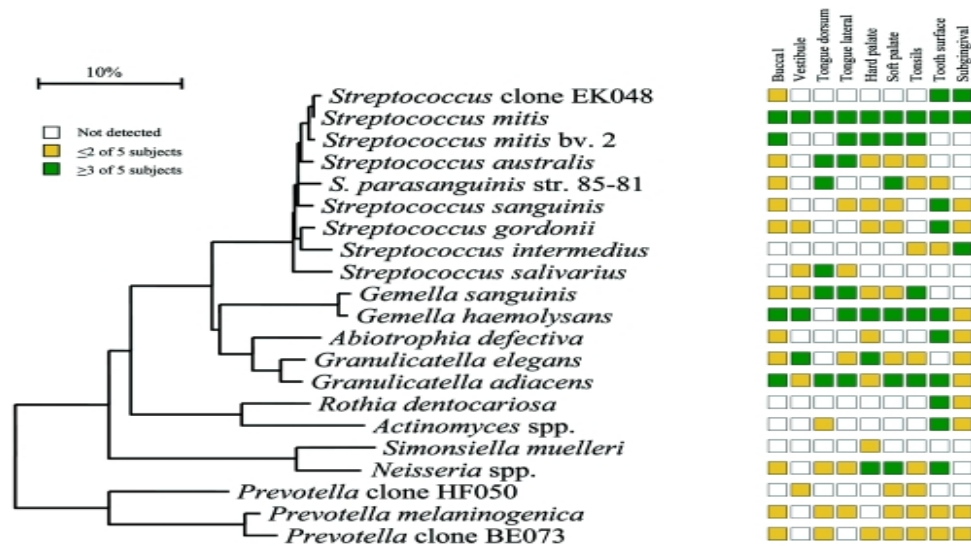 10%
Not detected
≤2 of 5 subjects
≥3 of 5 subjects
Buccal
Vestibule
Tongue dorsum
Tongue lateral
Hard palate
Soft palate
Tonsils
Tooth surface
Subgingival
Streptococcus clone EK048
Streptococcus mitis
Streptococcus mitis bv. 2
Streptococcus australis
S. parasanguinis str. 85-81
Streptococcus sanguinis
Streptococcus gordonii
Streptococcus intermedius
Streptococcus salivarius
Gemella sanguinis
Gemella haemolysans
Abiotrophia defectiva
Granulicatella elegans
Granulicatella adiacens
Rothia dentocariosa
Actinomyces spp.
Simonsiella muelleri
Neisseria spp.
Prevotella clone HF050
Prevotella melaninogenica
Prevotella clone BE073